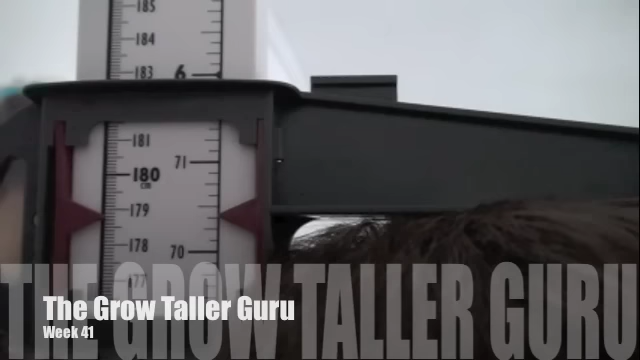 185
184
183 6
181
71
180
CM
179
178 70
177
The Grow Taller Guru
Week 41
THE GROW TALLER GURU